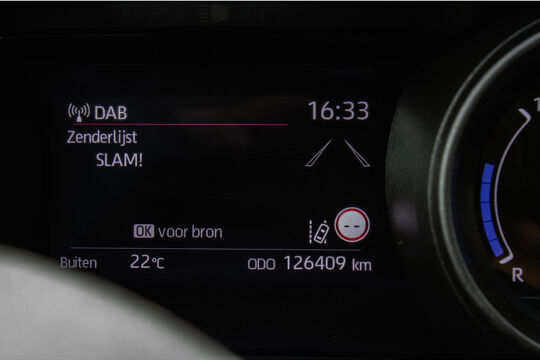 DAB 16:33
Zenderlijst
SLAM!
OK voor bron
--
Buiten 22°C ODO 126409 km
R